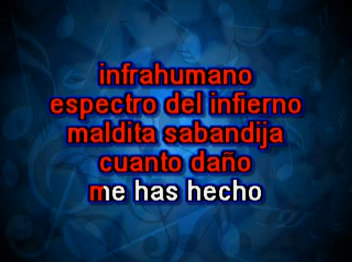 infrahumano
espectro del infierno
maldita sabandija
cuanto daño
me has hecho